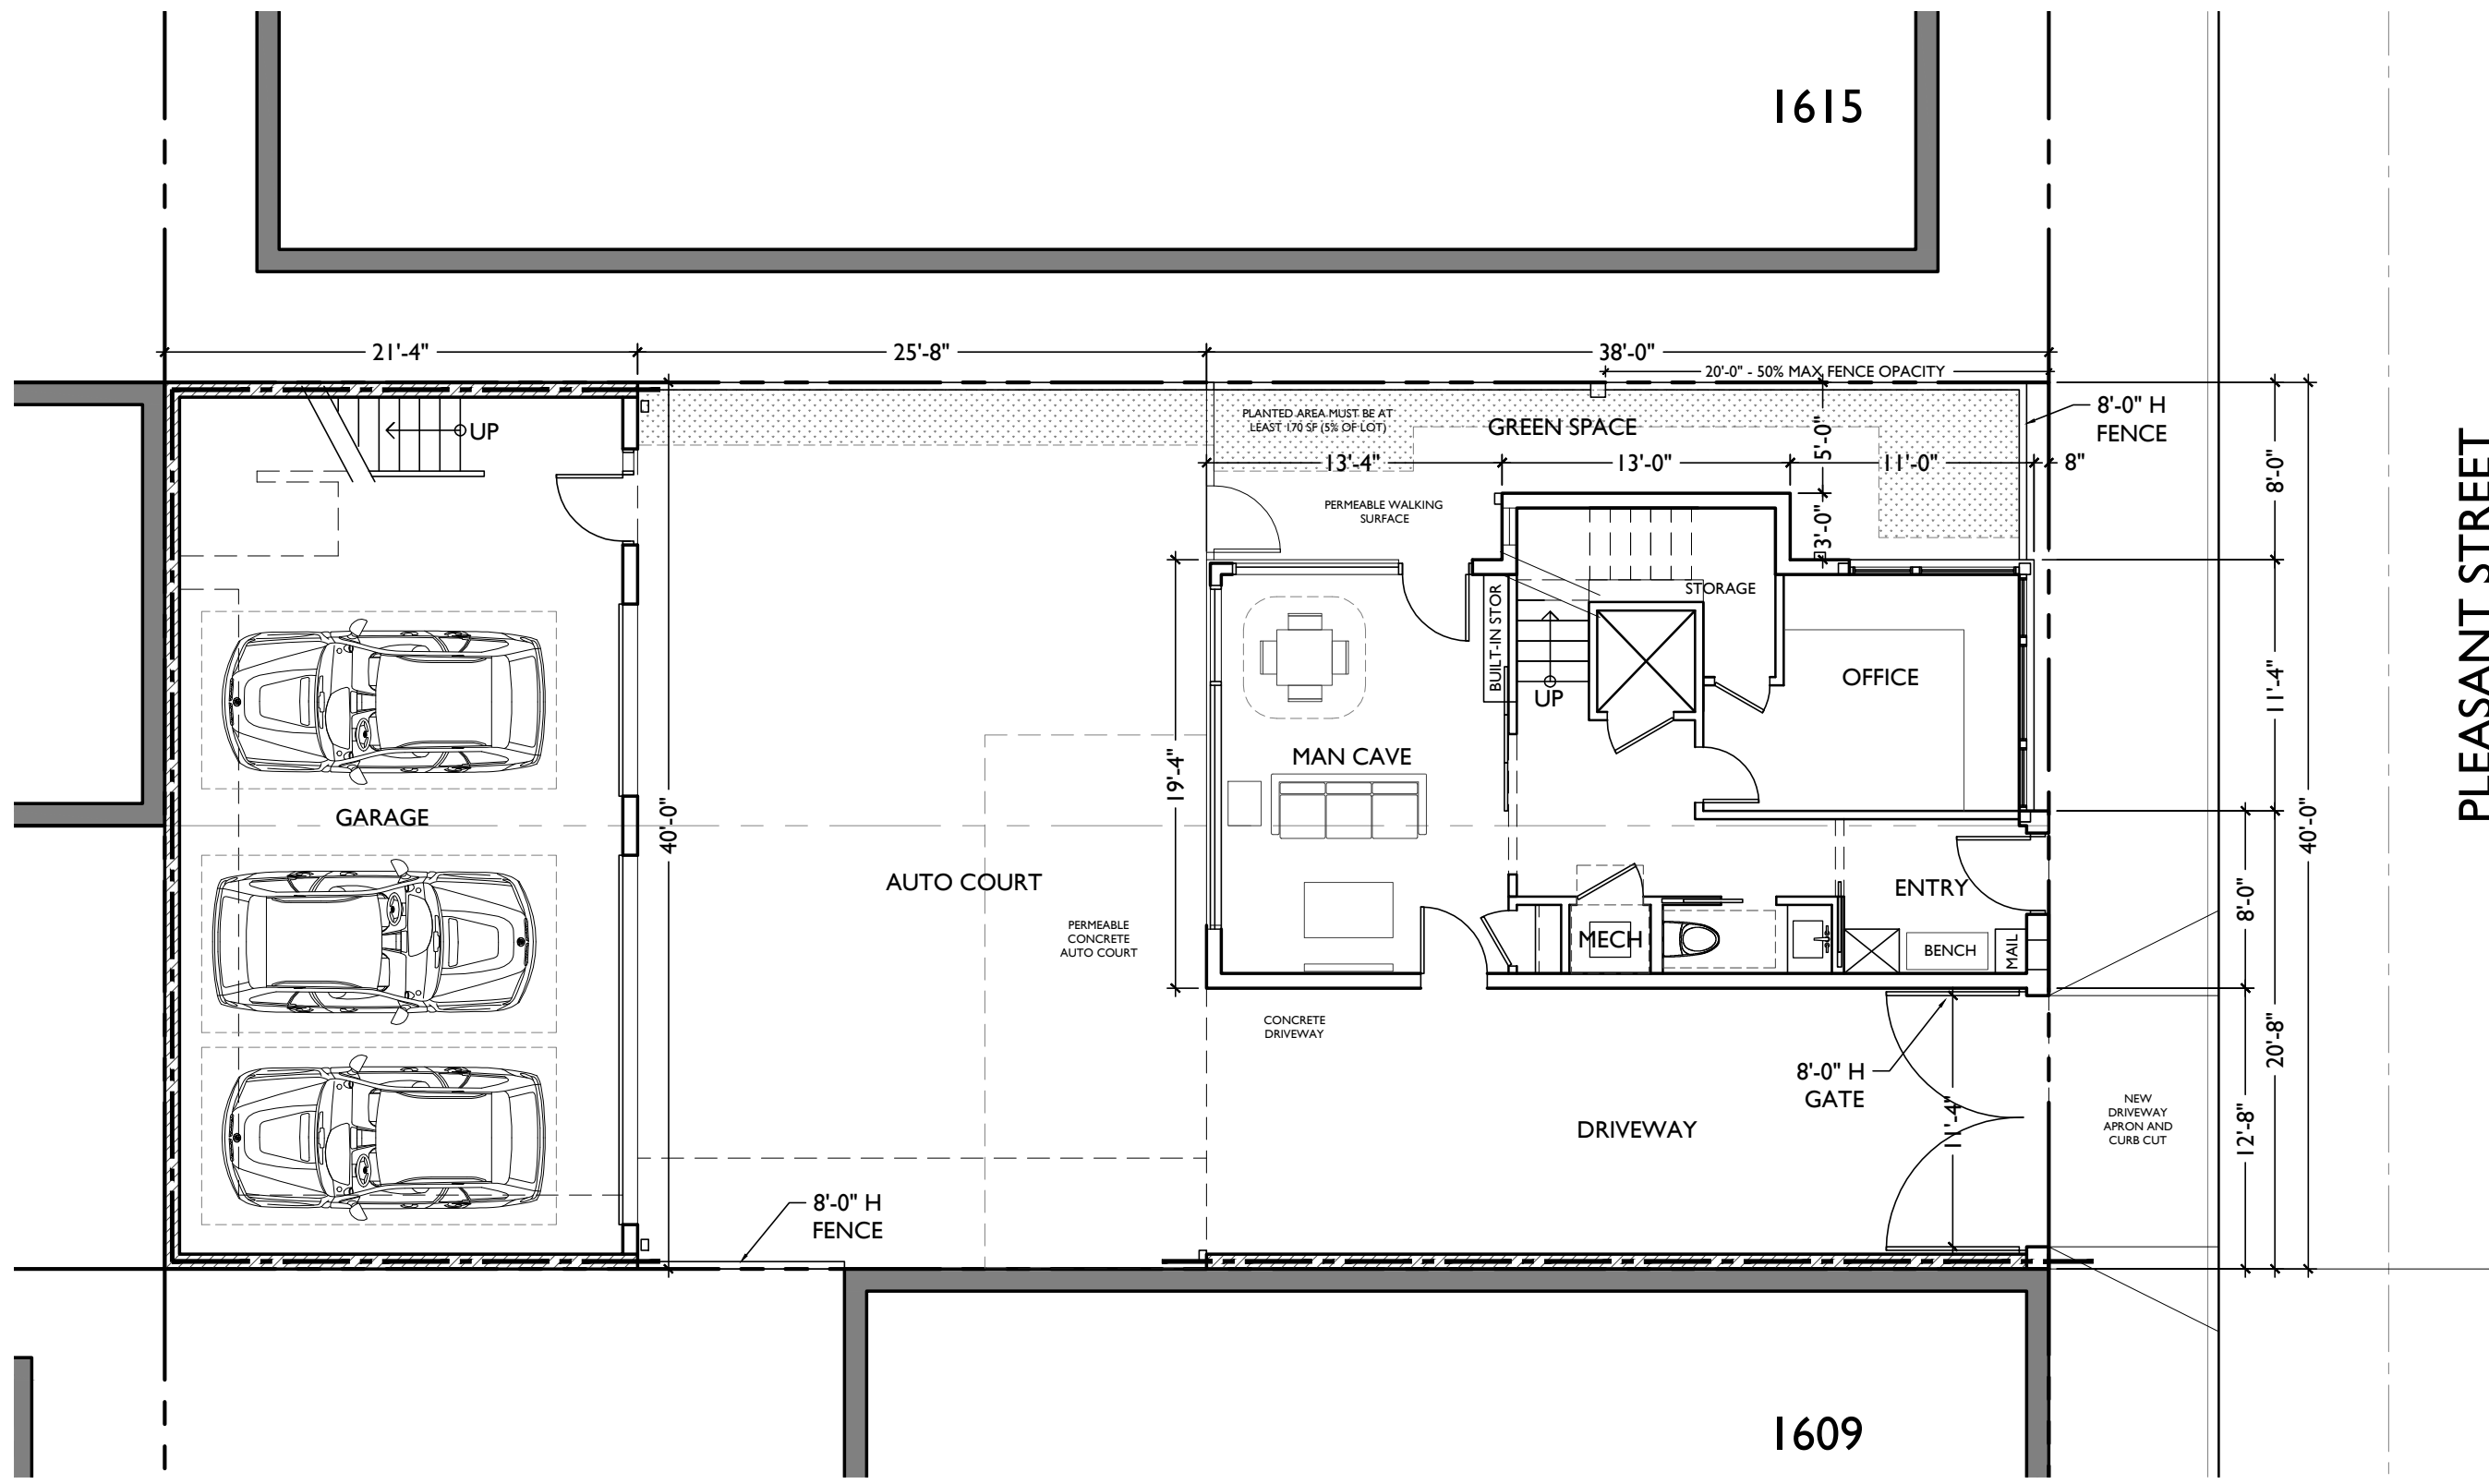 1615
21'-4"
25'-8"
38'-0"
20'-0" - 50% MAX FENCE OPACITY
8'-0" H
FENCE
PLANTED AREA MUST BE AT
LEAST 170 SF (5% OF LOT)
GREEN SPACE
UP
5'-0"
13'-4"
13'-0"
11'-0"
8"
8'-0"
PERMEABLE WALKING
SURFACE
3'-0"
STORAGE
BUILT-IN STOR
UP
OFFICE
11'-4"
PLEASANT STREET
MAN CAVE
19'-4"
GARAGE
40'-0"
40'-0"
AUTO COURT
ENTRY
8'-0"
PERMEABLE
CONCRETE
AUTO COURT
MECH
BENCH
MAIL
CONCRETE
DRIVEWAY
20'-8"
8'-0" H
GATE
11'-4"
DRIVEWAY
NEW
DRIVEWAY
APRON AND
CURB CUT
12'-8"
8'-0" H
FENCE
1609